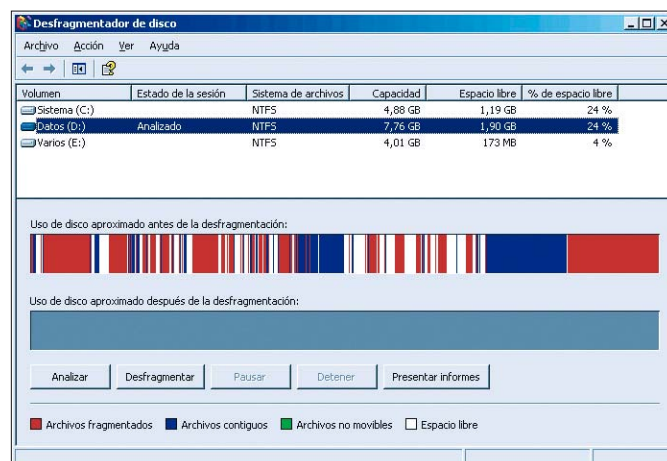 Desfragmentador de disco
Archivo Acción Ver Ayuda
Volumen Estado de la sesión Sistema de archivos Capacidad Espacio libre % de espacio libre
Sistema (C:) NTFS 4,88 GB 1,19 GB 24 %
Datos (D:) Analizado NTFS 7,76 GB 1,90 GB 24 %
Varios (E:) NTFS 4,01 GB 173 MB 4 %
Uso de disco aproximado antes de la desfragmentación:
Uso de disco aproximado después de la desfragmentación:
Analizar Desfragmentar Pausar Detener Presentar informes
Archivos fragmentados Archivos contiguos Archivos no movibles Espacio libre